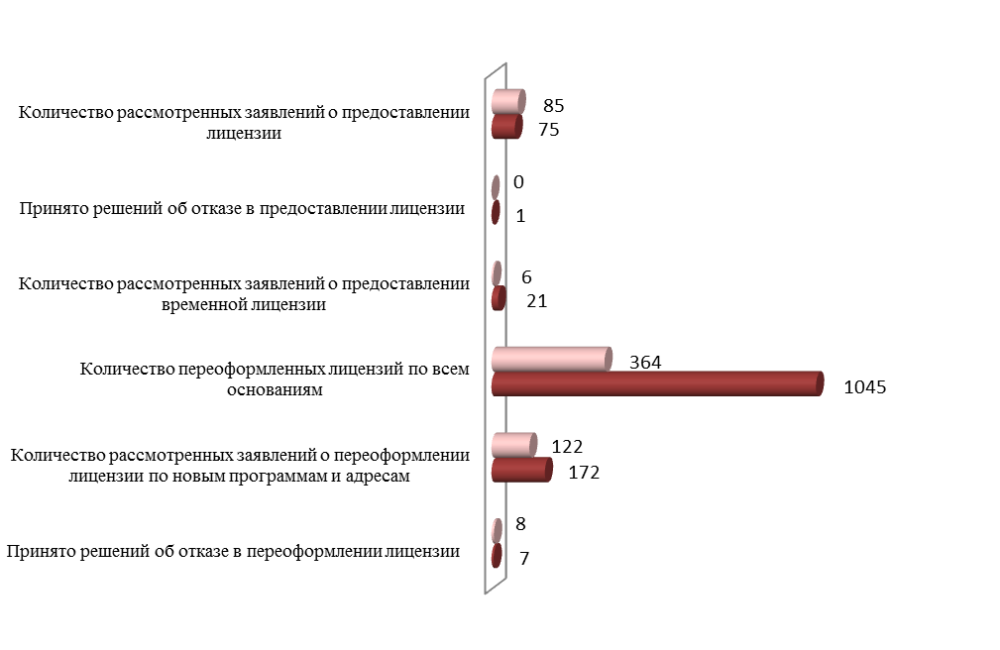 Количество рассмотренных заявлений о предоставлении
лицензии
85
75
Принято решений об отказе в предоставлении лицензии
0
1
Количество рассмотренных заявлений о предоставлении
временной лицензии
6
21
Количество переоформленных лицензий по всем
основаниям
364
1045
Количество рассмотренных заявлений о переоформлении
лицензии по новым программам и адресам
122
172
Принято решений об отказе в переоформлении лицензии
8
7